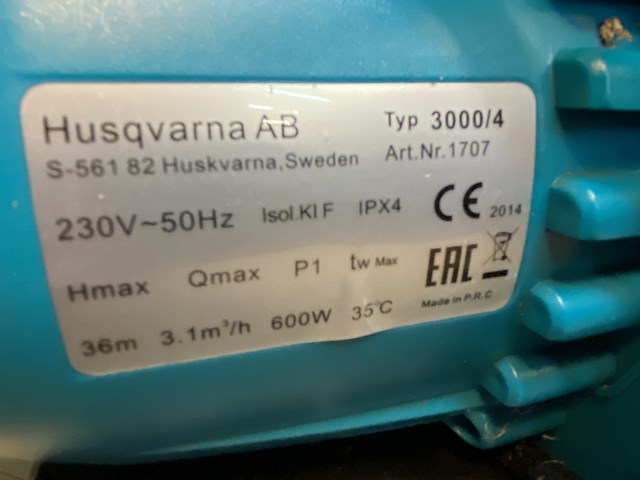 Husqvarna AB
S-561 82 Huskvarna,Sweden
Typ 3000/4
Art.Nr.1707
230V~50Hz Isol.Kl F IPX4 CE 2014
Hmax Qmax P1 tw Max EAC
36m 3.1m³/h 600W 35°C
Made in P.R.C